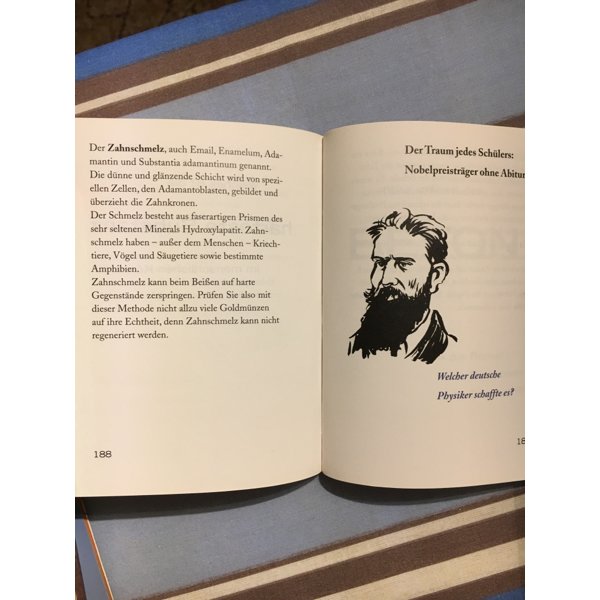 Der Zahnschmelz, auch Email, Enamelum, Ada-
mantin und Substantia adamantinum genannt.
Die dünne und glänzende Schicht wird von spezi-
ellen Zellen, den Adamantoblasten, gebildet und
überzieht die Zahnkronen.
Der Schmelz besteht aus faserartigen Prismen des
sehr seltenen Minerals Hydroxylapatit. Zahn-
schmelz haben – außer dem Menschen – Kriech-
tiere, Vögel und Säugetiere sowie bestimmte
Amphibien.
Zahnschmelz kann beim Beißen auf harte
Gegenstände zerspringen. Prüfen Sie also mit
dieser Methode nicht allzu viele Goldmünzen
auf ihre Echtheit, denn Zahnschmelz kann nicht
regeneriert werden.
188
Der Traum jedes Schülers:
Nobelpreisträger ohne Abitur
Welcher deutsche
Physiker schaffte es?